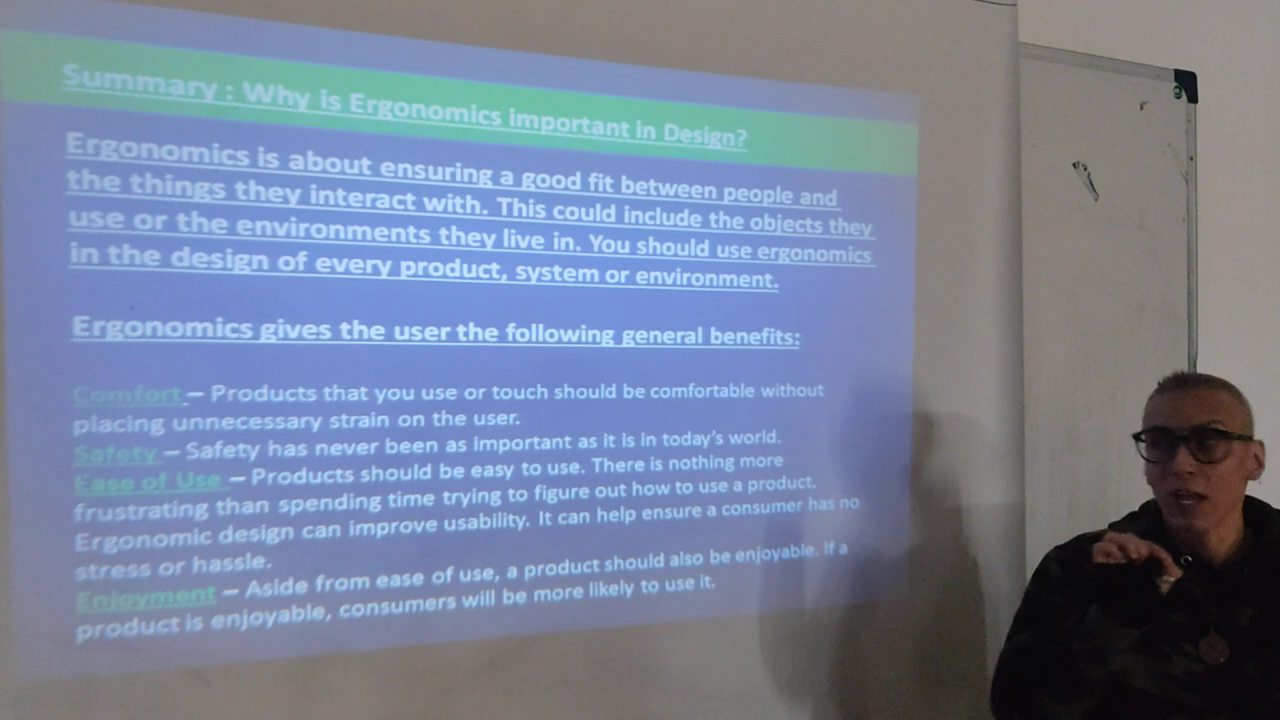 Summary : Why is Ergonomics important in Design?
Ergonomics is about ensuring a good fit between people and
the things they interact with. This could include the objects they
use or the environments they live in. You should use ergonomics
in the design of every product, system or environment.
Ergonomics gives the user the following general benefits:
Comfort – Products that you use or touch should be comfortable without
placing unnecessary strain on the user.
Safety – Safety has never been as important as it is in today's world.
Ease of Use – Products should be easy to use. There is nothing more
frustrating than spending time trying to figure out how to use a product.
Ergonomic design can improve usability. It can help ensure a consumer has no
stress or hassle.
Enjoyment – Aside from ease of use, a product should also be enjoyable. If a
product is enjoyable, consumers will be more likely to use it.